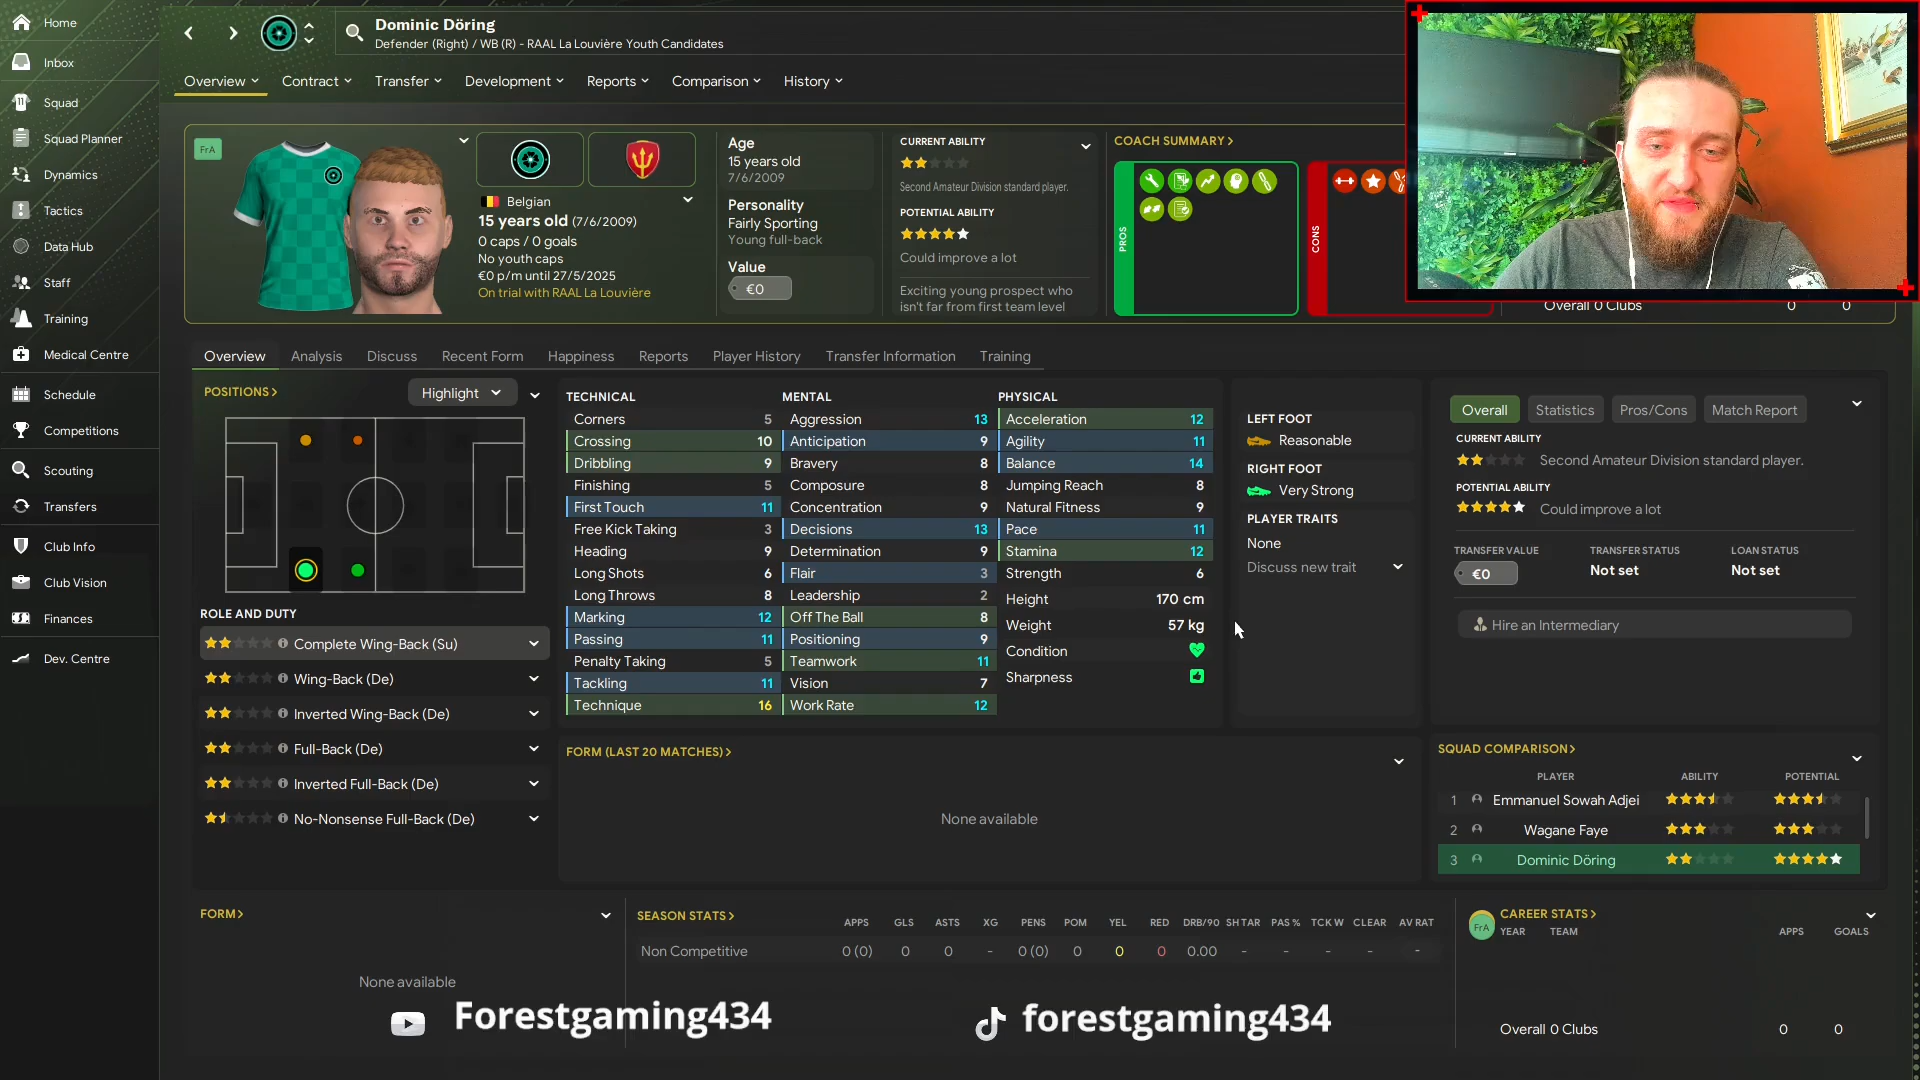 Home
Inbox
Squad
Squad Planner
Dynamics
Tactics
Data Hub
Staff
Training
Medical Centre
Schedule
Competitions
Scouting
Transfers
Club Info
Club Vision
Finances
Dev. Centre
Dominic Döring
Defender (Right) / WB (R) - RAAL La Louvière Youth Candidates
Overview Contract Transfer Development Reports Comparison History
FrA
Belgian
15 years old (7/6/2009)
0 caps / 0 goals
No youth caps
€0 p/m until 27/5/2025
On trial with RAAL La Louvière
Age
15 years old
7/6/2009
Personality
Fairly Sporting
Young full-back
Value
€0
CURRENT ABILITY
Second Amateur Division standard player.
POTENTIAL ABILITY
Could improve a lot
Exciting young prospect who
isn't far from first team level
COACH SUMMARY >
PROS
CONS
Overall 0 Clubs 0 0
Overview Analysis Discuss Recent Form Happiness Reports Player History Transfer Information Training
POSITIONS >
Highlight
ROLE AND DUTY
Complete Wing-Back (Su)
Wing-Back (De)
Inverted Wing-Back (De)
Full-Back (De)
Inverted Full-Back (De)
No-Nonsense Full-Back (De)
TECHNICAL
Corners 5
Crossing 10
Dribbling 9
Finishing 5
First Touch 11
Free Kick Taking 3
Heading 9
Long Shots 6
Long Throws 8
Marking 12
Passing 11
Penalty Taking 5
Tackling 11
Technique 16
MENTAL
Aggression 13
Anticipation 9
Bravery 8
Composure 8
Concentration 9
Decisions 13
Determination 9
Flair 3
Leadership 2
Off The Ball 8
Positioning 9
Teamwork 11
Vision 7
Work Rate 12
PHYSICAL
Acceleration 12
Agility 11
Balance 14
Jumping Reach 8
Natural Fitness 9
Pace 11
Stamina 12
Strength 6
Height 170 cm
Weight 57 kg
Condition
Sharpness
LEFT FOOT
Reasonable
RIGHT FOOT
Very Strong
PLAYER TRAITS
None
Discuss new trait
Overall Statistics Pros/Cons Match Report
CURRENT ABILITY
Second Amateur Division standard player.
POTENTIAL ABILITY
Could improve a lot
TRANSFER VALUE TRANSFER STATUS LOAN STATUS
€0 Not set Not set
Hire an Intermediary
FORM (LAST 20 MATCHES) >
None available
SQUAD COMPARISON >
PLAYER ABILITY POTENTIAL
1 Emmanuel Sowah Adjei
2 Wagane Faye
3 Dominic Döring
FORM >
None available
SEASON STATS > APPS GLS ASTS XG PENS POM YEL RED DRB/90 SH TAR PAS % TCK W CLEAR AV RAT
Non Competitive 0 (0) 0 0 - 0 (0) 0 0 0 0.00 - - - - -
FrA
CAREER STATS >
YEAR TEAM APPS GOALS
Overall 0 Clubs 0 0
Forestgaming434
forestgaming434